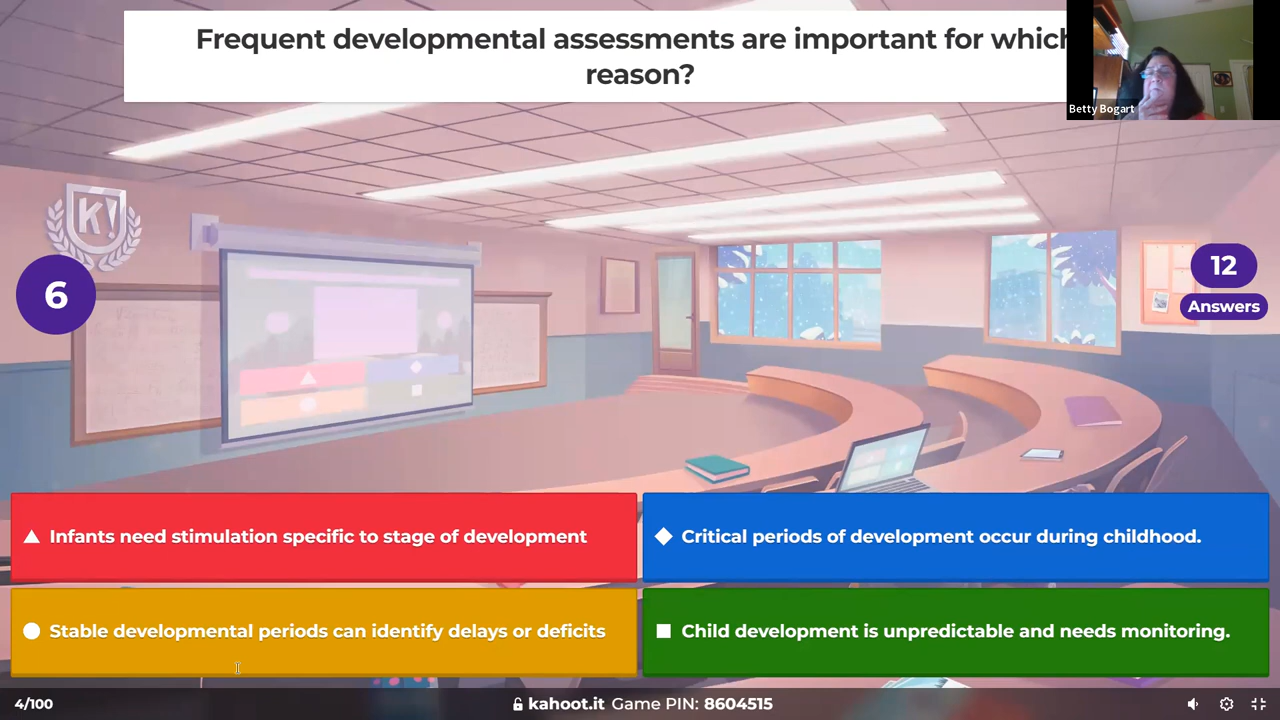 Frequent developmental assessments are important for which
reason?
Betty Bogart
K!
6
12
Answers
Infants need stimulation specific to stage of development
Critical periods of development occur during childhood.
Stable developmental periods can identify delays or deficits
Child development is unpredictable and needs monitoring.
4/100
kahoot.it Game PIN: 8604515